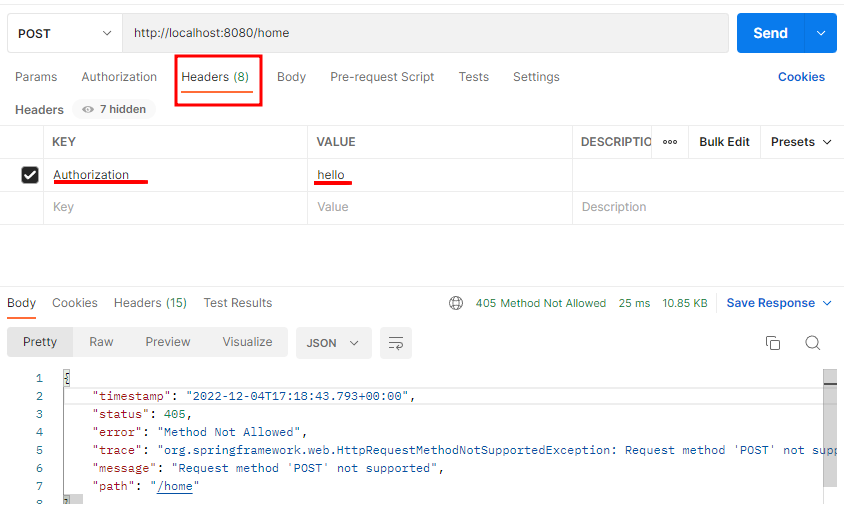 POST http://localhost:8080/home Send
Params Authorization Headers (8) Body Pre-request Script Tests Settings Cookies
Headers 7 hidden
KEY VALUE DESCRIPTIO ooo Bulk Edit Presets
Authorization hello
Key Value Description
Body Cookies Headers (15) Test Results 405 Method Not Allowed 25 ms 10.85 KB Save Response
Pretty Raw Preview Visualize JSON
1 {
2 "timestamp": "2022-12-04T17:18:43.793+00:00",
3 "status": 405,
4 "error": "Method Not Allowed",
5 "trace": "org.springframework.web.HttpRequestMethodNotSupportedException: Request method 'POST' not supp
6 "message": "Request method 'POST' not supported",
7 "path": "/home"
8 }